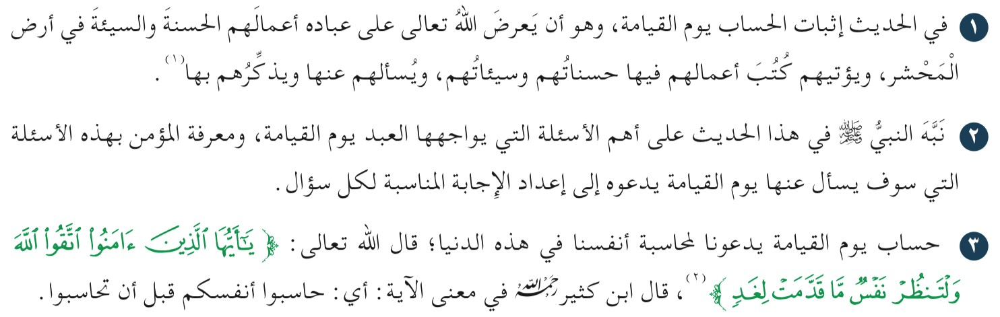 ١ في الحديث إثبات الحساب يوم القيامة، وهو أن يَعرضَ اللهُ تعالى على عباده أعمالَهم الحسنةَ والسيئةَ في أرض
الْمَحْشر، ويؤتيهم كُتُبَ أعمالهم فيها حسناتُهم وسيئاتُهم، ويُسألهم عنها ويذكِّرُهم بها(١).
٢ نَبَّهَ النبيُّ ﷺ في هذا الحديث على أهم الأسئلة التي يواجهها العبد يوم القيامة، ومعرفة المؤمن بهذه الأسئلة
التي سوف يسأل عنها يوم القيامة يدعوه إلى إعداد الإِجابة المناسبة لكل سؤال.
٣ حساب يوم القيامة يدعونا لمحاسبة أنفسنا في هذه الدنيا؛ قال الله تعالى: ﴿ يَـٰٓأَيُّهَا ٱلَّذِينَ ءَامَنُوا۟ ٱتَّقُوا۟ ٱللَّهَ
وَلْتَنظُرْ نَفْسٌ مَّا قَدَّمَتْ لِغَدٍ ﴾(٢)، قال ابن كثير رَحِمَهُ اللَّهُ في معنى الآية: أي: حاسبوا أنفسكم قبل أن تحاسبوا.